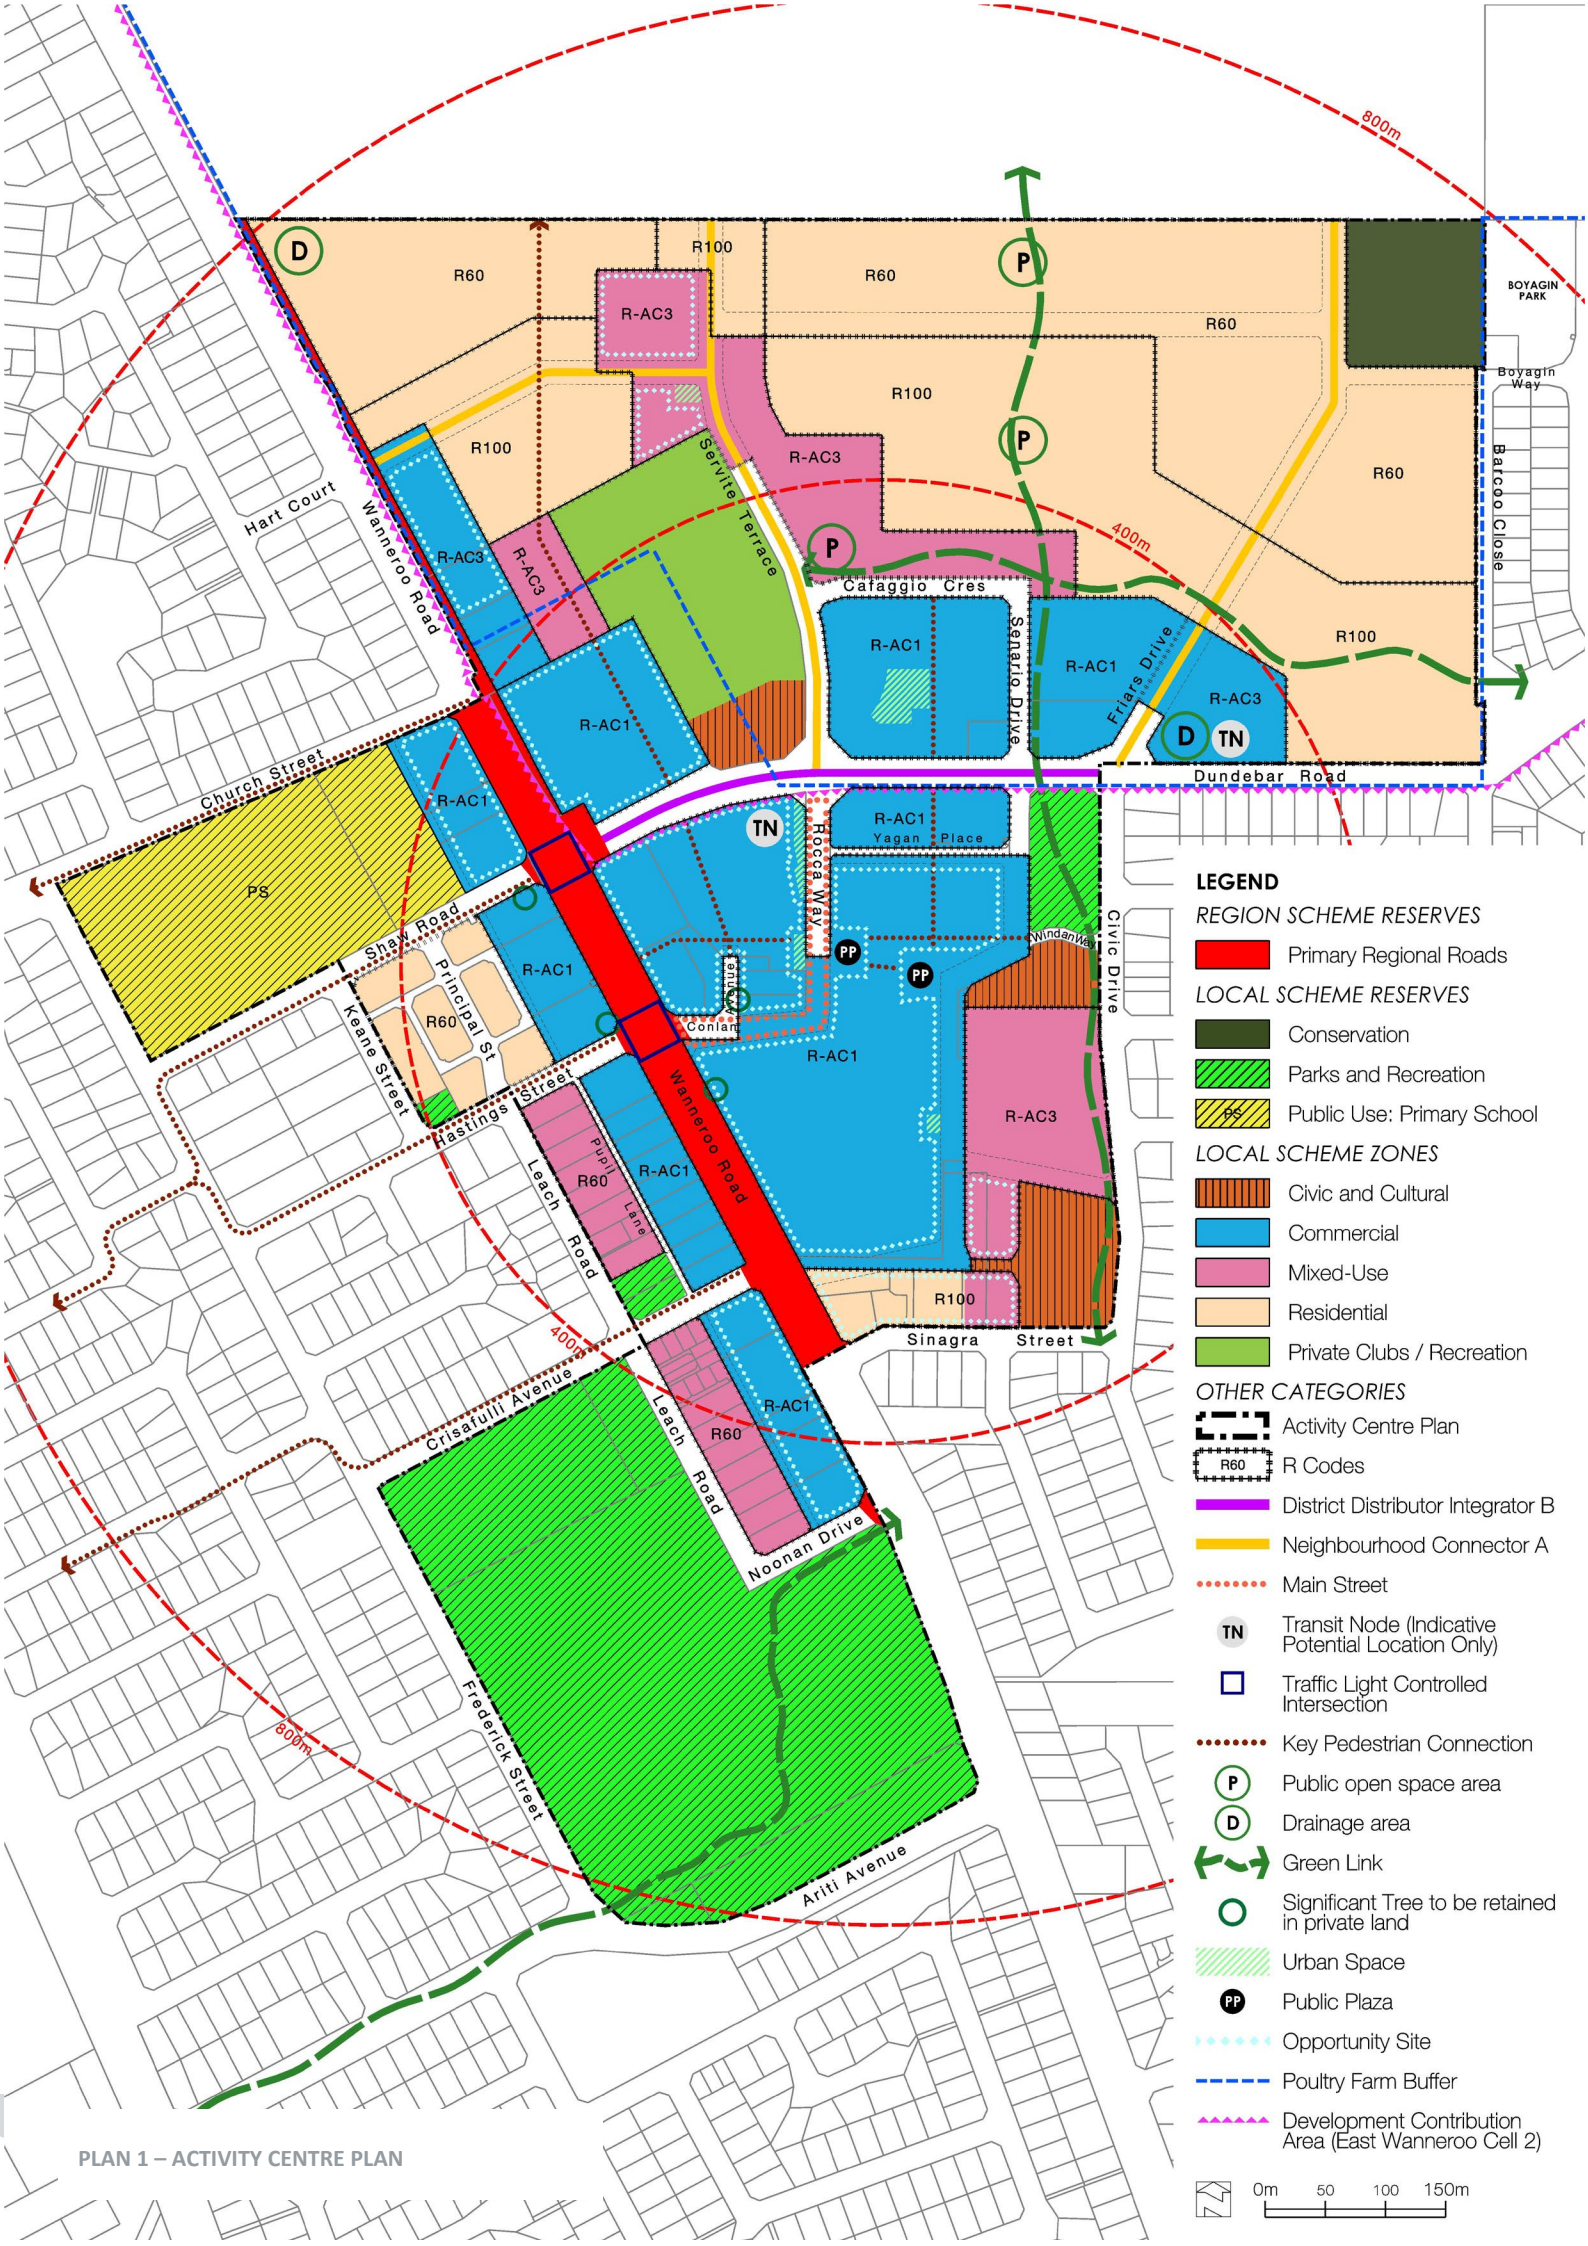 800m
D
R60
R100
R60
P
R-AC3
R60
BOYAGIN
PARK
Boyagin
Way
R100
P
R100
R-AC3
R60
Barcoo Close
Servite Terrace
Hart Court
Wanneroo Road
R-AC3
R-AC3
P
400m
Cafaggio Cres
R-AC1
Senario Drive
R-AC1
Friars Drive
R100
R-AC3
R-AC1
D
TN
Dundebar Road
Church Street
R-AC1
TN
Rocca Way
R-AC1
Yagan Place
PS
Shaw Road
Windan Way
Civic Drive
R-AC1
PP
PP
Principal St
R60
Keane Street
Avenue
Conlan
R-AC1
Hastings Street
Wanneroo Road
R-AC3
Pupil Lane
R60
R-AC1
Leach Road
R100
Sinagra Street
400m
Crisafulli Avenue
Leach Road
R60
R-AC1
Noonan Drive
Frederick Street
800m
Ariti Avenue
LEGEND
REGION SCHEME RESERVES
Primary Regional Roads
LOCAL SCHEME RESERVES
Conservation
Parks and Recreation
PS
Public Use: Primary School
LOCAL SCHEME ZONES
Civic and Cultural
Commercial
Mixed-Use
Residential
Private Clubs / Recreation
OTHER CATEGORIES
Activity Centre Plan
R60
R Codes
District Distributor Integrator B
Neighbourhood Connector A
Main Street
TN
Transit Node (Indicative
Potential Location Only)
Traffic Light Controlled
Intersection
Key Pedestrian Connection
P
Public open space area
D
Drainage area
Green Link
Significant Tree to be retained
in private land
Urban Space
PP
Public Plaza
Opportunity Site
Poultry Farm Buffer
Development Contribution
Area (East Wanneroo Cell 2)
N
0m 50 100 150m
PLAN 1 – ACTIVITY CENTRE PLAN